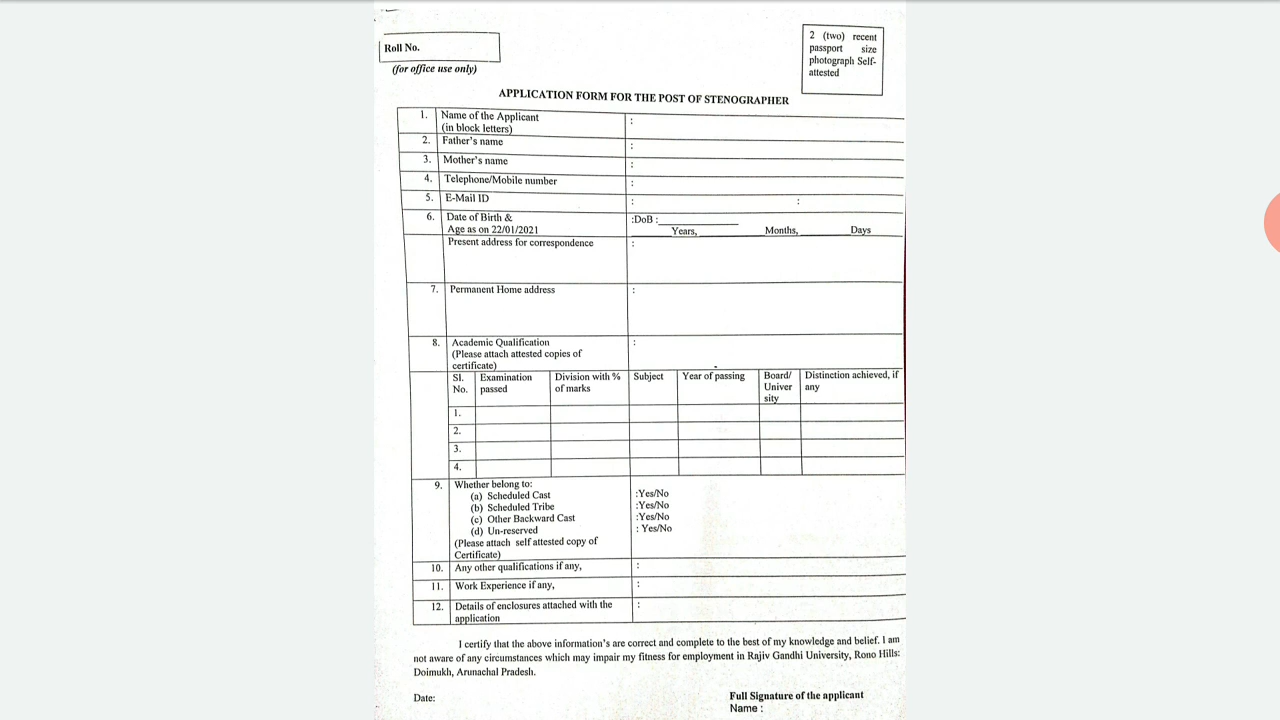 Roll No.
(for office use only)
2 (two) recent
passport size
photograph Self-
attested
APPLICATION FORM FOR THE POST OF STENOGRAPHER
1. Name of the Applicant :
(in block letters)
2. Father's name :
3. Mother's name :
4. Telephone/Mobile number :
5. E-Mail ID : :
6. Date of Birth & :DoB :
Age as on 22/01/2021 Years, Months, Days
Present address for correspondence :
7. Permanent Home address :
8. Academic Qualification :
(Please attach attested copies of
certificate)
Sl. Examination Division with % Subject Year of passing Board/ Distinction achieved, if
No. passed of marks Univer any
sity
1.
2.
3.
4.
9. Whether belong to:
(a) Scheduled Cast :Yes/No
(b) Scheduled Tribe :Yes/No
(c) Other Backward Cast :Yes/No
(d) Un-reserved : Yes/No
(Please attach self attested copy of
Certificate)
10. Any other qualifications if any, :
11. Work Experience if any, :
12. Details of enclosures attached with the :
application
I certify that the above information's are correct and complete to the best of my knowledge and belief. I am
not aware of any circumstances which may impair my fitness for employment in Rajiv Gandhi University, Rono Hills:
Doimukh, Arunachal Pradesh.
Date: Full Signature of the applicant
Name :